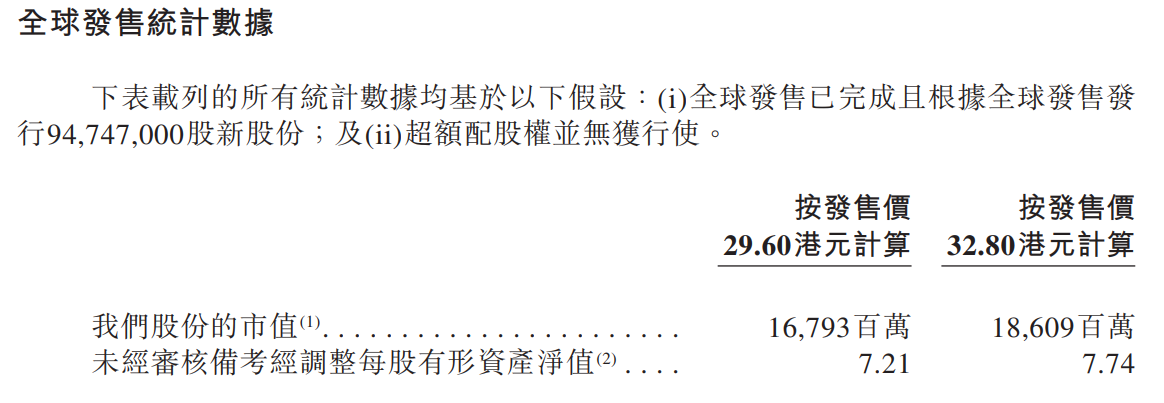 全球發售統計數據
下表載列的所有統計數據均基於以下假設：(i)全球發售已完成且根據全球發售發
行94,747,000股新股份；及(ii)超額配股權並無獲行使。
按發售價 按發售價
29.60港元計算 32.80港元計算
我們股份的市值(1)....................... 16,793百萬 18,609百萬
未經審核備考經調整每股有形資產淨值(2).... 7.21 7.74